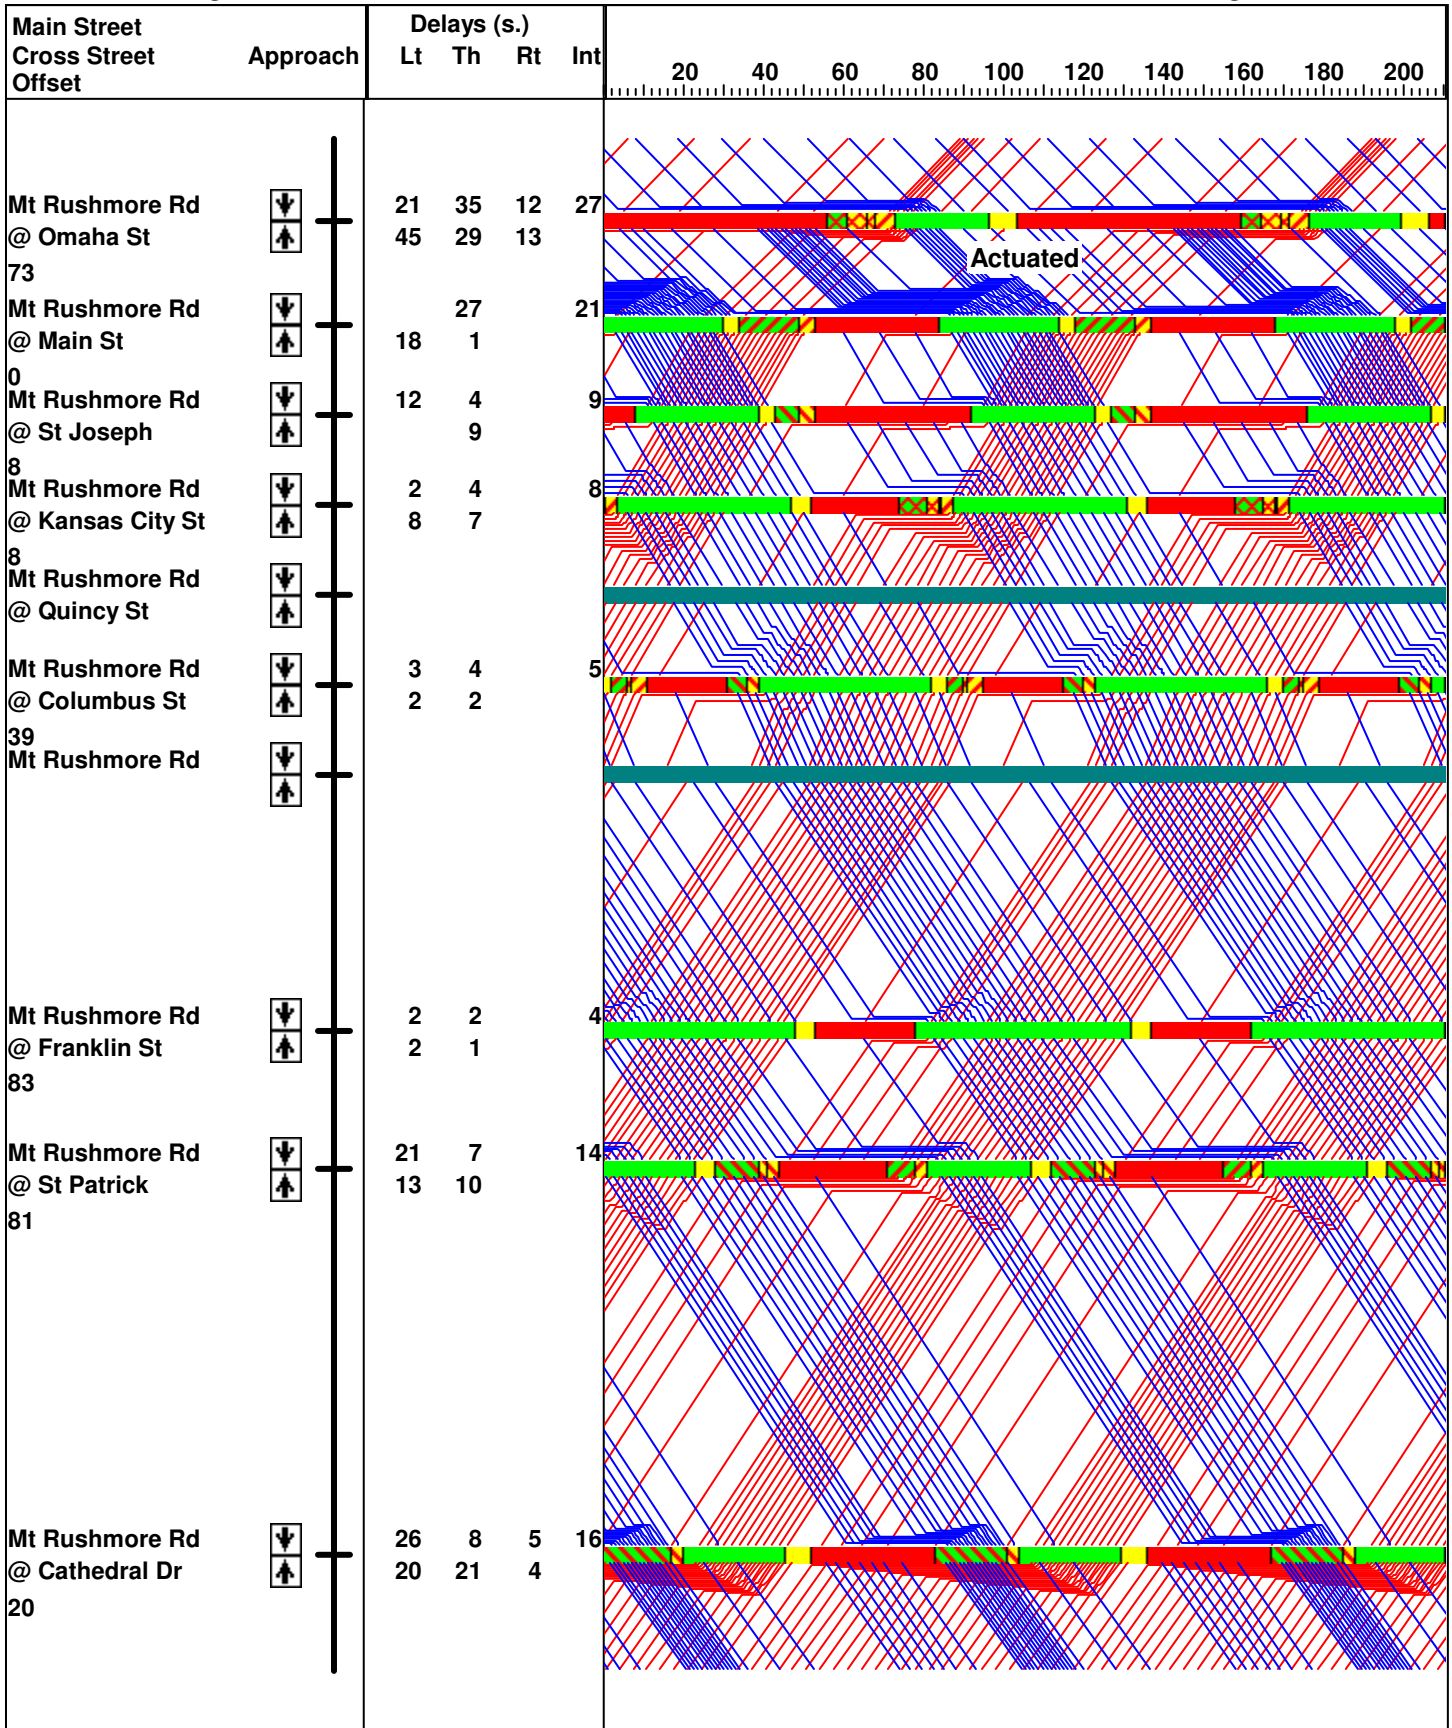 Main Street Delays (s.)
Cross Street Approach Lt Th Rt Int
Offset 20 40 60 80 100 120 140 160 180 200
Mt Rushmore Rd 21 35 12 27
@ Omaha St 45 29 13
Actuated
73
Mt Rushmore Rd 27 21
@ Main St 18 1
0
Mt Rushmore Rd 12 4 9
@ St Joseph 9
8
Mt Rushmore Rd 2 4 8
@ Kansas City St 8 7
8
Mt Rushmore Rd
@ Quincy St
Mt Rushmore Rd 3 4 5
@ Columbus St 2 2
39
Mt Rushmore Rd
Mt Rushmore Rd 2 2 4
@ Franklin St 2 1
83
Mt Rushmore Rd 21 7 14
@ St Patrick 13 10
81
Mt Rushmore Rd 26 8 5 16
@ Cathedral Dr 20 21 4
20